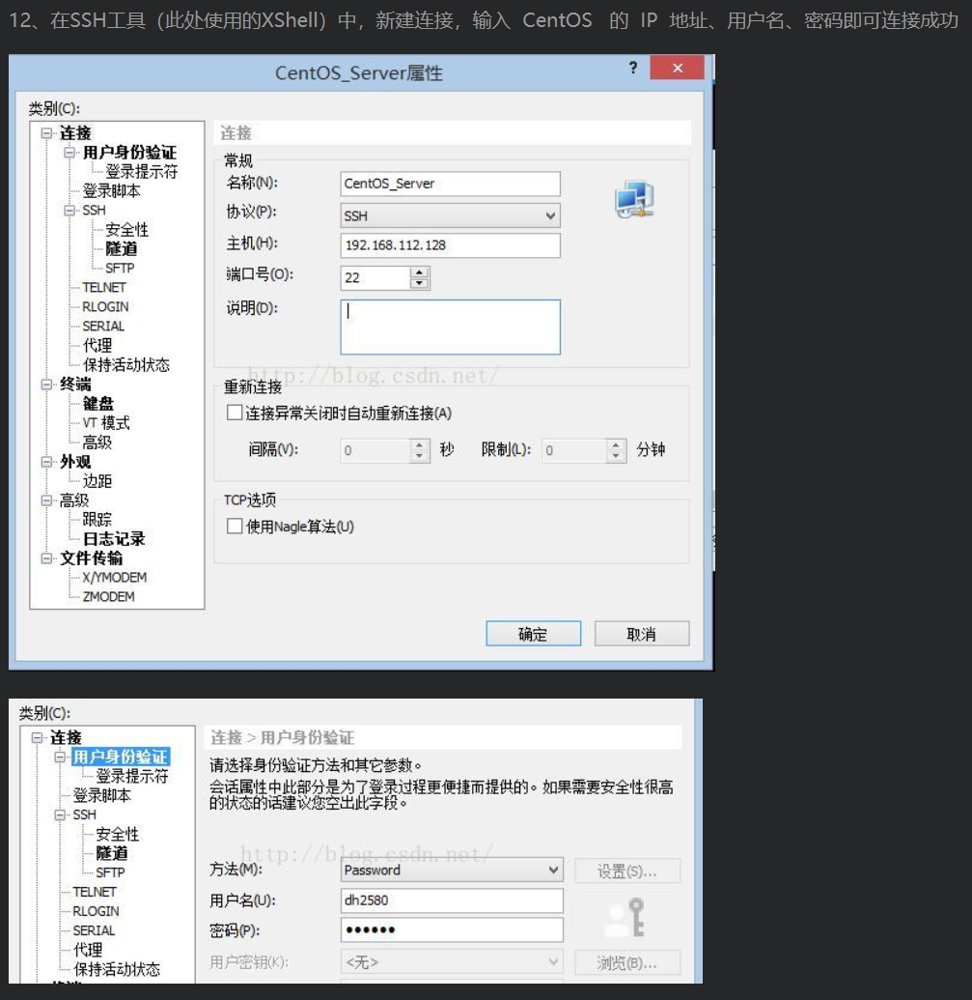 12、在SSH工具（此处使用的XShell）中，新建连接，输入 CentOS 的 IP 地址、用户名、密码即可连接成功
CentOS_Server属性
?
类别(C):
连接
用户身份验证
登录提示符
登录脚本
SSH
安全性
隧道
SFTP
TELNET
RLOGIN
SERIAL
代理
保持活动状态
终端
键盘
VT 模式
高级
外观
边距
高级
跟踪
日志记录
文件传输
X/YMODEM
ZMODEM
连接
常规
名称(N): CentOS_Server
协议(P): SSH
主机(H): 192.168.112.128
端口号(O): 22
说明(D):
http://blog.csdn.net/
重新连接
连接异常关闭时自动重新连接(A)
间隔(V): 0 秒 限制(L): 0 分钟
TCP选项
使用Nagle算法(U)
确定 取消
类别(C):
连接
用户身份验证
登录提示符
登录脚本
SSH
安全性
隧道
SFTP
TELNET
RLOGIN
SERIAL
代理
保持活动状态
连接 > 用户身份验证
请选择身份验证方法和其它参数。
会话属性中此部分是为了登录过程更便捷而提供的。如果需要安全性很高
的状态的话建议您空出此字段。
http://blog.csdn.net/
方法(M): Password 设置(S)...
用户名(U): dh2580
密码(P): ●●●●●●
用户密钥(K): <无> 浏览(B)...